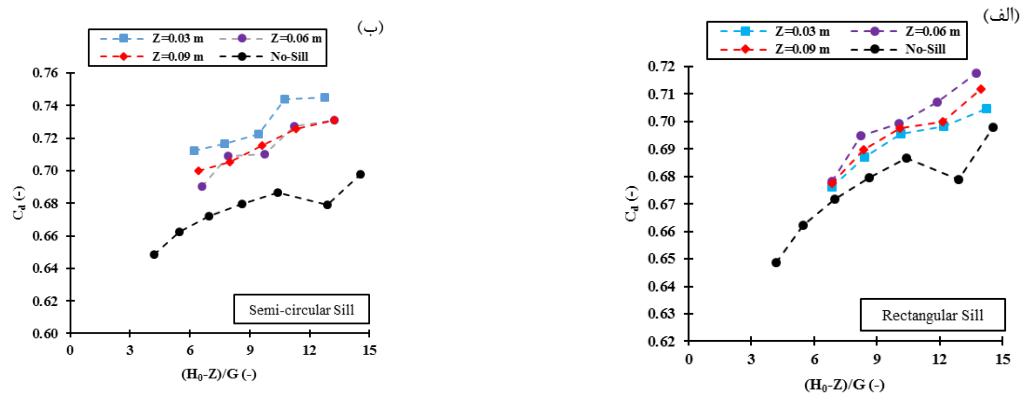 (ب)
Z=0.03 m Z=0.06 m
Z=0.09 m No-Sill
0.76
0.74
0.72
0.70
0.68
0.66
0.64
0.62
0.60
Cd (-)
Semi-circular Sill
0 3 6 9 12 15
(H0-Z)/G (-)
(الف)
Z=0.03 m Z=0.06 m
Z=0.09 m No-Sill
0.72
0.71
0.70
0.69
0.68
0.67
0.66
0.65
0.64
0.63
0.62
Cd (-)
Rectangular Sill
0 3 6 9 12 15
(H0-Z)/G (-)